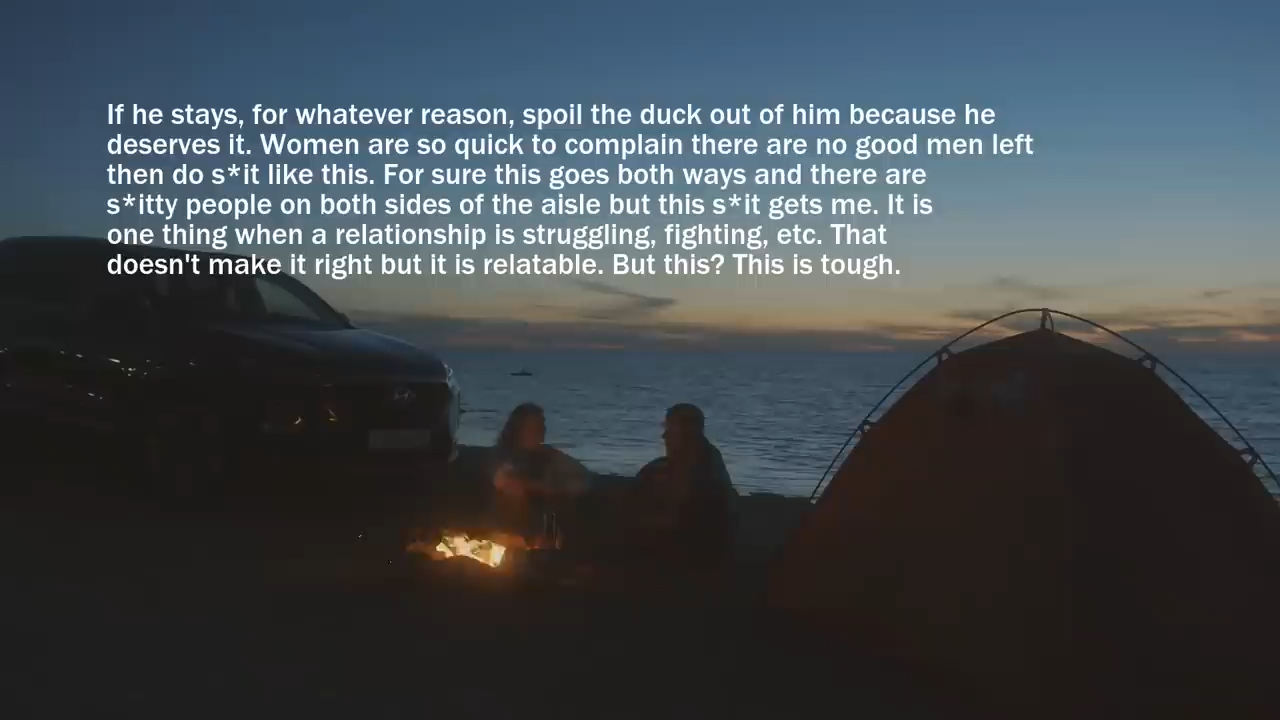 If he stays, for whatever reason, spoil the duck out of him because he
deserves it. Women are so quick to complain there are no good men left
then do s*it like this. For sure this goes both ways and there are
s*itty people on both sides of the aisle but this s*it gets me. It is
one thing when a relationship is struggling, fighting, etc. That
doesn't make it right but it is relatable. But this? This is tough.